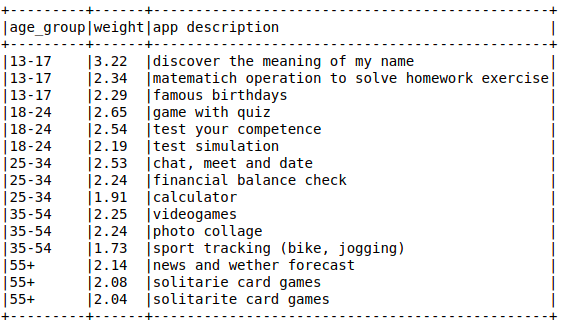 +---------+------+-----------------------------------------------+
|age_group|weight|app description                                |
+---------+------+-----------------------------------------------+
|13-17    |3.22  |discover the meaning of my name                |
|13-17    |2.34  |matematich operation to solve homework exercise|
|13-17    |2.29  |famous birthdays                               |
|18-24    |2.65  |game with quiz                                 |
|18-24    |2.54  |test your competence                           |
|18-24    |2.19  |test simulation                                |
|25-34    |2.53  |chat, meet and date                            |
|25-34    |2.24  |financial balance check                        |
|25-34    |1.91  |calculator                                     |
|35-54    |2.25  |videogames                                     |
|35-54    |2.24  |photo collage                                  |
|35-54    |1.73  |sport tracking (bike, jogging)                 |
|55+      |2.14  |news and wether forecast                       |
|55+      |2.08  |solitarie card games                           |
|55+      |2.04  |solitarite card games                          |
+---------+------+-----------------------------------------------+